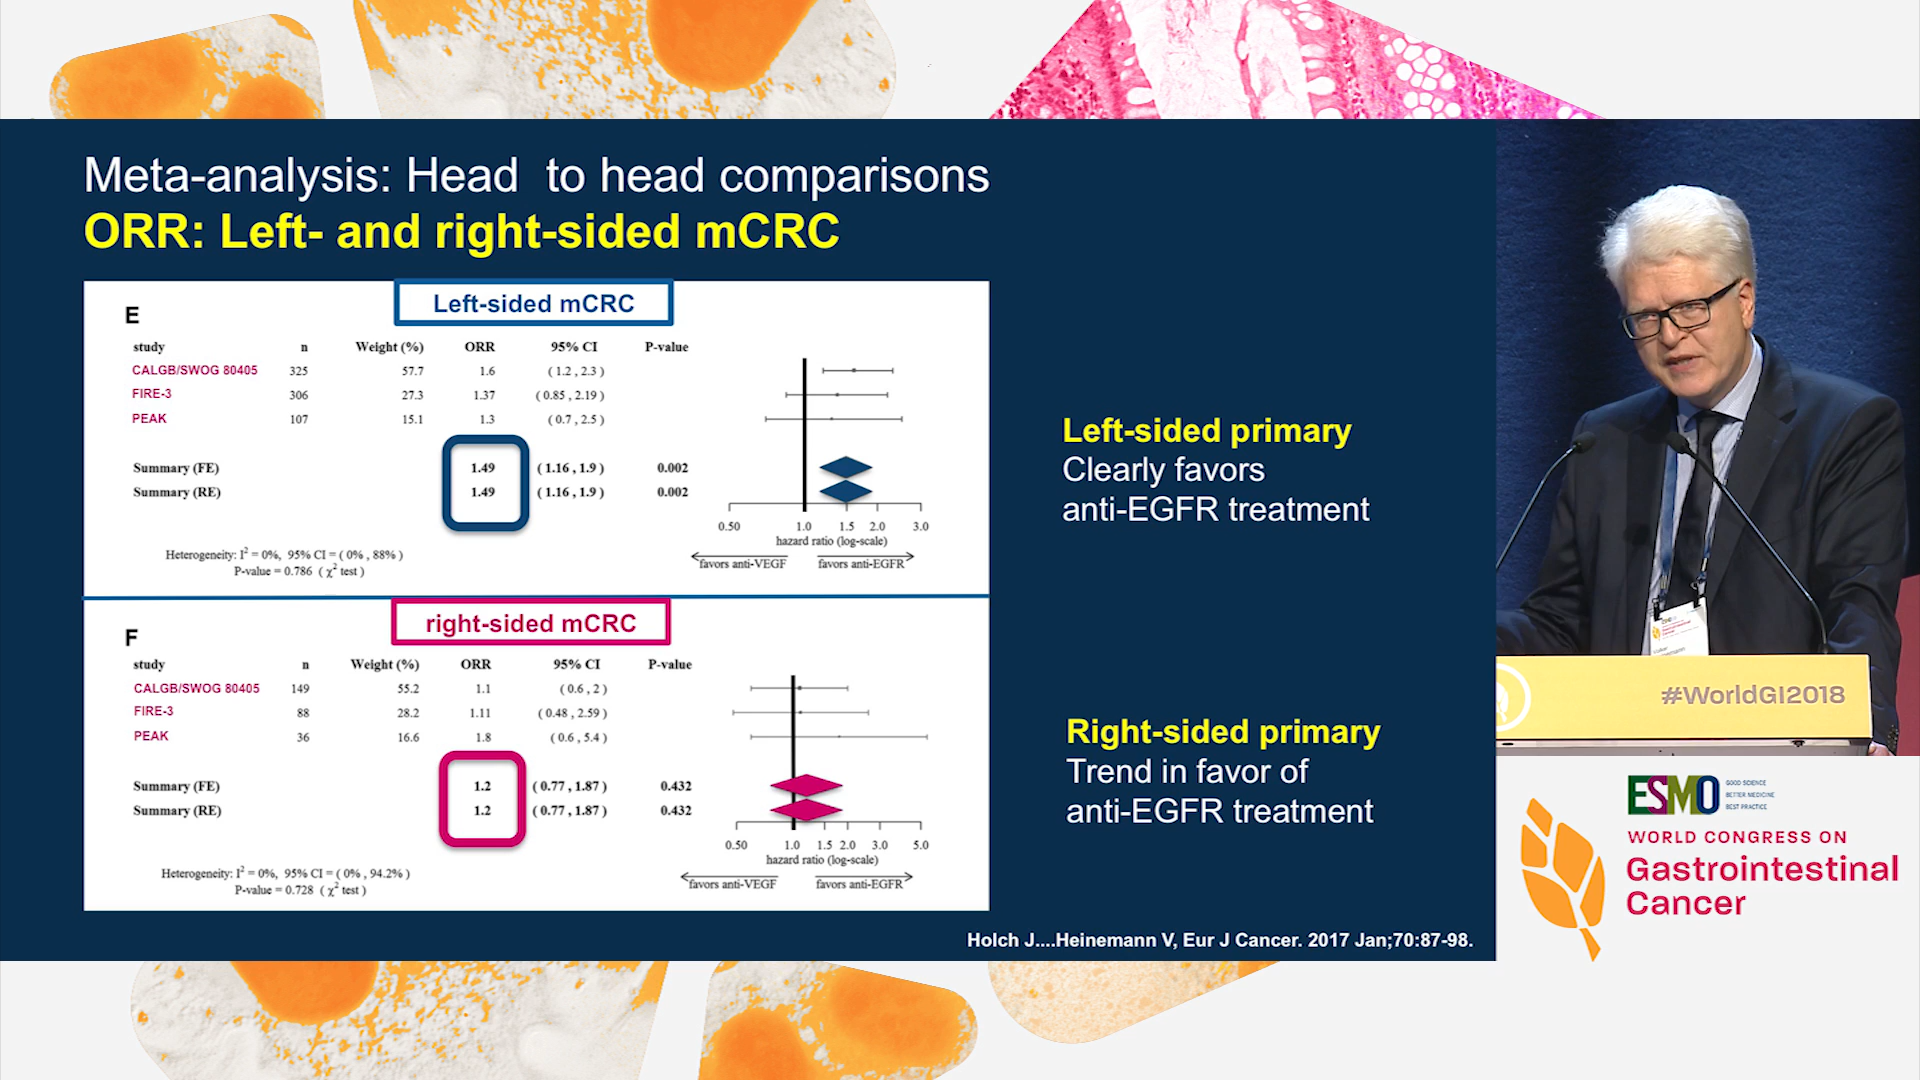 Meta-analysis: Head to head comparisons
ORR: Left- and right-sided mCRC
Left-sided mCRC
E
study n Weight (%) ORR 95% CI P-value
CALGB/SWOG 80405 325 57.7 1.6 ( 1.2 , 2.3 )
FIRE-3 306 27.3 1.37 ( 0.85 , 2.19 )
PEAK 107 15.1 1.3 ( 0.7 , 2.5 )
Summary (FE) 1.49 ( 1.16 , 1.9 ) 0.002
Summary (RE) 1.49 ( 1.16 , 1.9 ) 0.002
0.50 1.0 1.5 2.0 3.0
hazard ratio (log-scale)
favors anti-VEGF favors anti-EGFR
Heterogeneity: I² = 0%, 95% CI = ( 0% , 88% )
P-value = 0.786 ( χ² test )
Left-sided primary
Clearly favors
anti-EGFR treatment
right-sided mCRC
F
study n Weight (%) ORR 95% CI P-value
CALGB/SWOG 80405 149 55.2 1.1 ( 0.6 , 2 )
FIRE-3 88 28.2 1.11 ( 0.48 , 2.59 )
PEAK 36 16.6 1.8 ( 0.6 , 5.4 )
Summary (FE) 1.2 ( 0.77 , 1.87 ) 0.432
Summary (RE) 1.2 ( 0.77 , 1.87 ) 0.432
0.50 1.0 1.5 2.0 3.0 5.0
hazard ratio (log-scale)
favors anti-VEGF favors anti-EGFR
Heterogeneity: I² = 0%, 95% CI = ( 0% , 94.2% )
P-value = 0.728 ( χ² test )
Right-sided primary
Trend in favor of
anti-EGFR treatment
Holch J....Heinemann V, Eur J Cancer. 2017 Jan;70:87-98.
#WorldGI2018
ESMO
GOOD SCIENCE
BETTER MEDICINE
BEST PRACTICE
WORLD CONGRESS ON
Gastrointestinal
Cancer